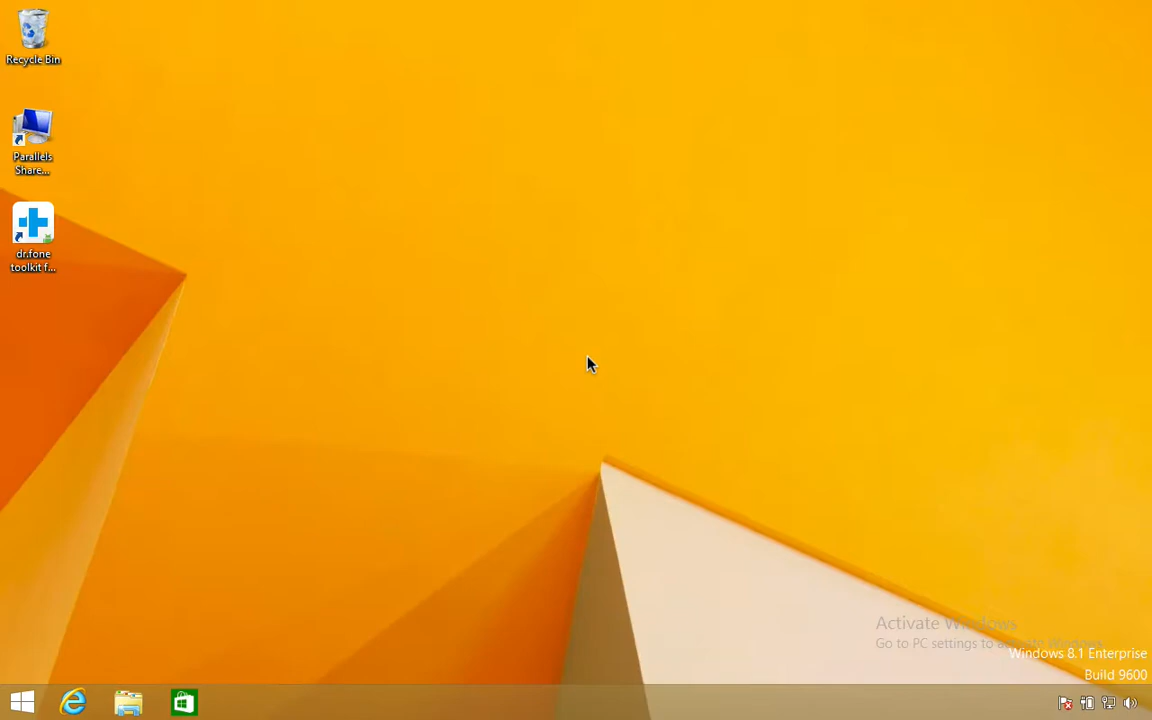 Recycle Bin
Parallels
Share...
dr.fone
toolkit f...
Activate Windows
Go to PC settings to activate Windows.
Windows 8.1 Enterprise
Build 9600